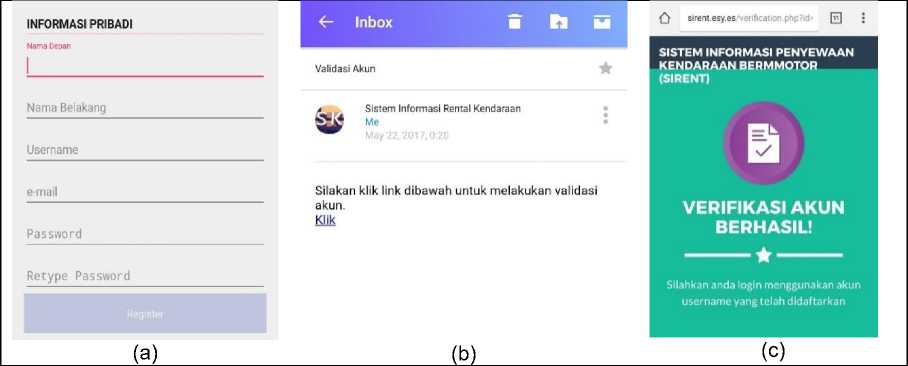 INFORMASI PRIBADI
Nama Depan
Nama Belakang
Username
e-mail
Password
Retype Password
Register
(a)
Inbox
Validasi Akun
S-K
Sistem Informasi Rental Kendaraan
Me
May 22, 2017, 0:20
Silakan klik link dibawah untuk melakukan validasi
akun.
Klik
(b)
sirent.esy.es/verification.php?id=
SISTEM INFORMASI PENYEWAAN
KENDARAAN BERMMOTOR
(SIRENT)
VERIFIKASI AKUN
BERHASIL!
Silahkan anda login menggunakan akun
username yang telah didaftarkan
(c)